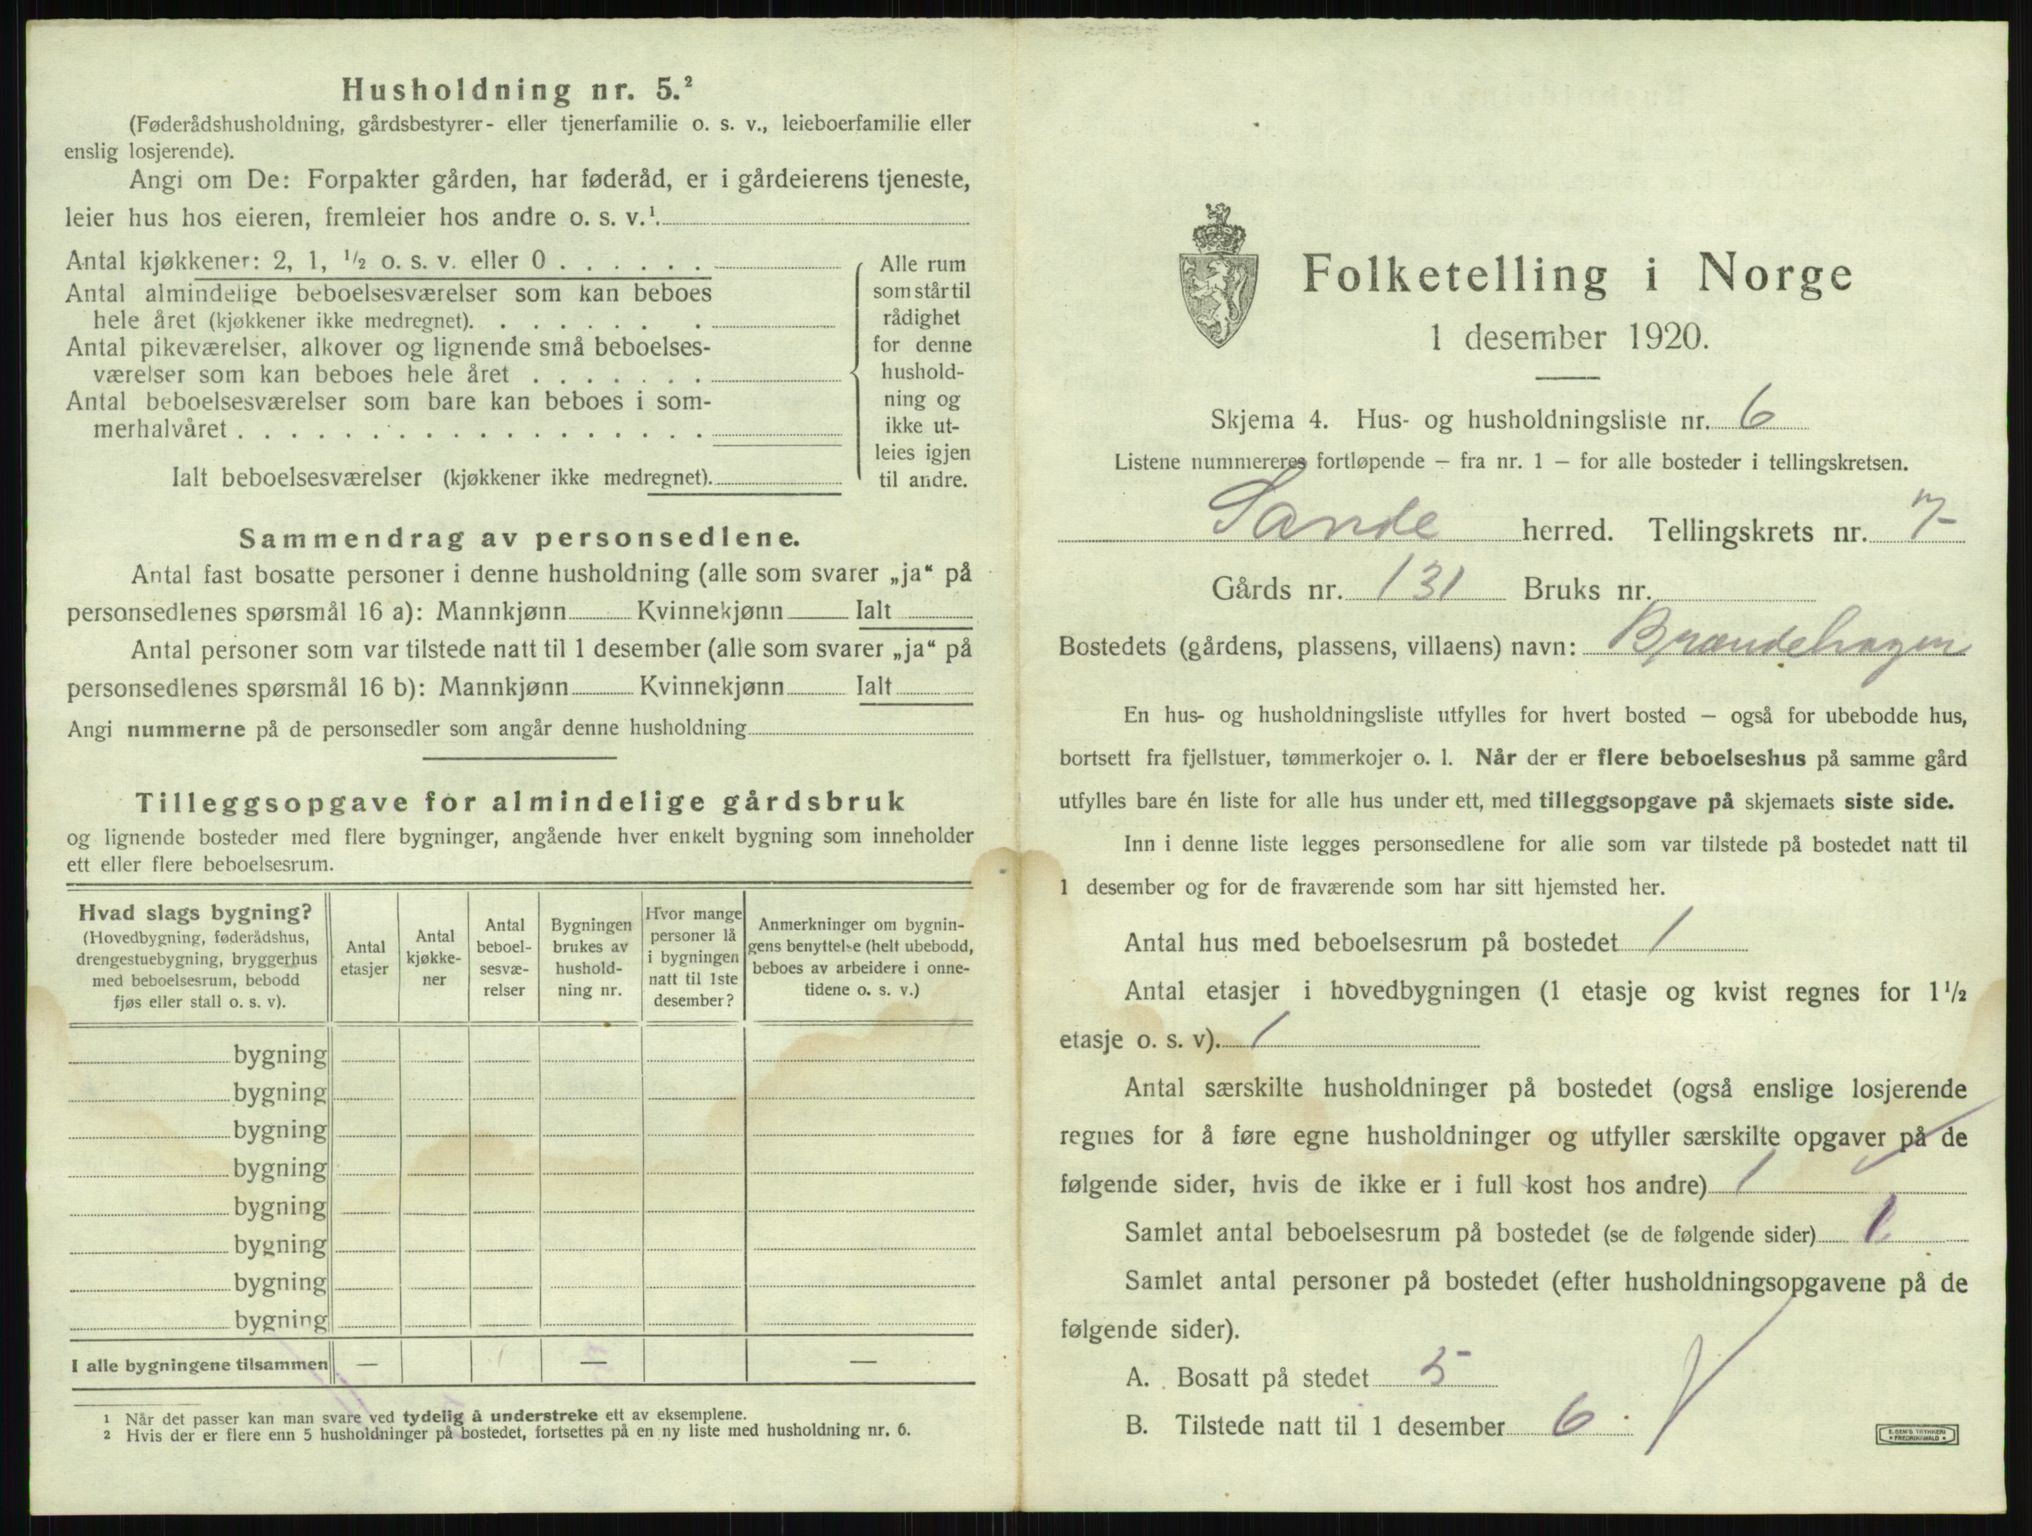 Husholdning nr. 5.²
(Føderådshusholdning, gårdsbestyrer- eller tjenerfamilie o. s. v., leieboerfamilie eller
enslig losjerende).
Angi om De: Forpakter gården, har føderåd, er i gårdeierens tjeneste,
leier hus hos eieren, fremleier hos andre o. s. v.¹
Antal kjøkkener: 2, 1, ½ o. s. v. eller 0
Antal almindelige beboelsesværelser som kan beboes
hele året (kjøkkener ikke medregnet).
Antal pikeværelser, alkover og lignende små beboelses-
værelser som kan beboes hele året
Antal beboelsesværelser som bare kan beboes i som-
merhalvåret
Ialt beboelsesværelser (kjøkkener ikke medregnet).
Alle rum
som står til
rådighet
for denne
hushold-
ning og
ikke ut-
leies igjen
til andre.
Sammendrag av personsedlene.
Antal fast bosatte personer i denne husholdning (alle som svarer „ja“ på
personsedlenes spørsmål 16 a): Mannkjønn Kvinnekjønn Ialt
Antal personer som var tilstede natt til 1 desember (alle som svarer „ja“ på
personsedlenes spørsmål 16 b): Mannkjønn Kvinnekjønn Ialt
Angi nummerne på de personsedler som angår denne husholdning
Tilleggsopgave for almindelige gårdsbruk
og lignende bosteder med flere bygninger, angående hver enkelt bygning som inneholder
ett eller flere beboelsesrum.
Hvad slags bygning?
(Hovedbygning, føderådshus,
drengestuebygning, bryggerhus
med beboelsesrum, bebodd
fjøs eller stall o. s. v).
Antal
etasjer
Antal
kjøkke-
ner
Antal
beboel-
sesvæ-
relser
Bygningen
brukes av
hushold-
ning nr.
Hvor mange
personer lå
i bygningen
natt til 1ste
desember?
Anmerkninger om bygnin-
gens benyttelse (helt ubebodd,
beboes av arbeidere i onne-
tidene o. s. v.)
bygning
bygning
bygning
bygning
bygning
bygning
bygning
bygning
I alle bygningene tilsammen — — —
1 Når det passer kan man svare ved tydelig å understreke ett av eksemplene.
2 Hvis der er flere enn 5 husholdninger på bostedet, fortsettes på en ny liste med husholdning nr. 6.
Folketelling i Norge
1 desember 1920.
Skjema 4. Hus- og husholdningsliste nr. 6
Listene nummereres fortløpende – fra nr. 1 – for alle bosteder i tellingskretsen.
Sande herred. Tellingskrets nr. 7
Gårds nr. 131 Bruks nr.
Bostedets (gårdens, plassens, villaens) navn: Brændehagen
En hus- og husholdningsliste utfylles for hvert bosted – også for ubebodde hus,
bortsett fra fjellstuer, tømmerkojer o. l. Når der er flere beboelseshus på samme gård
utfylles bare én liste for alle hus under ett, med tilleggsopgave på skjemaets siste side.
Inn i denne liste legges personsedlene for alle som var tilstede på bostedet natt til
1 desember og for de fraværende som har sitt hjemsted her.
Antal hus med beboelsesrum på bostedet 1
Antal etasjer i hovedbygningen (1 etasje og kvist regnes for 1½
etasje o. s. v). 1
Antal særskilte husholdninger på bostedet (også enslige losjerende
regnes for å føre egne husholdninger og utfyller særskilte opgaver på de
følgende sider, hvis de ikke er i full kost hos andre) 1
Samlet antal beboelsesrum på bostedet (se de følgende sider) 1
Samlet antal personer på bostedet (efter husholdningsopgavene på de
følgende sider).
A. Bosatt på stedet 5
B. Tilstede natt til 1 desember 6